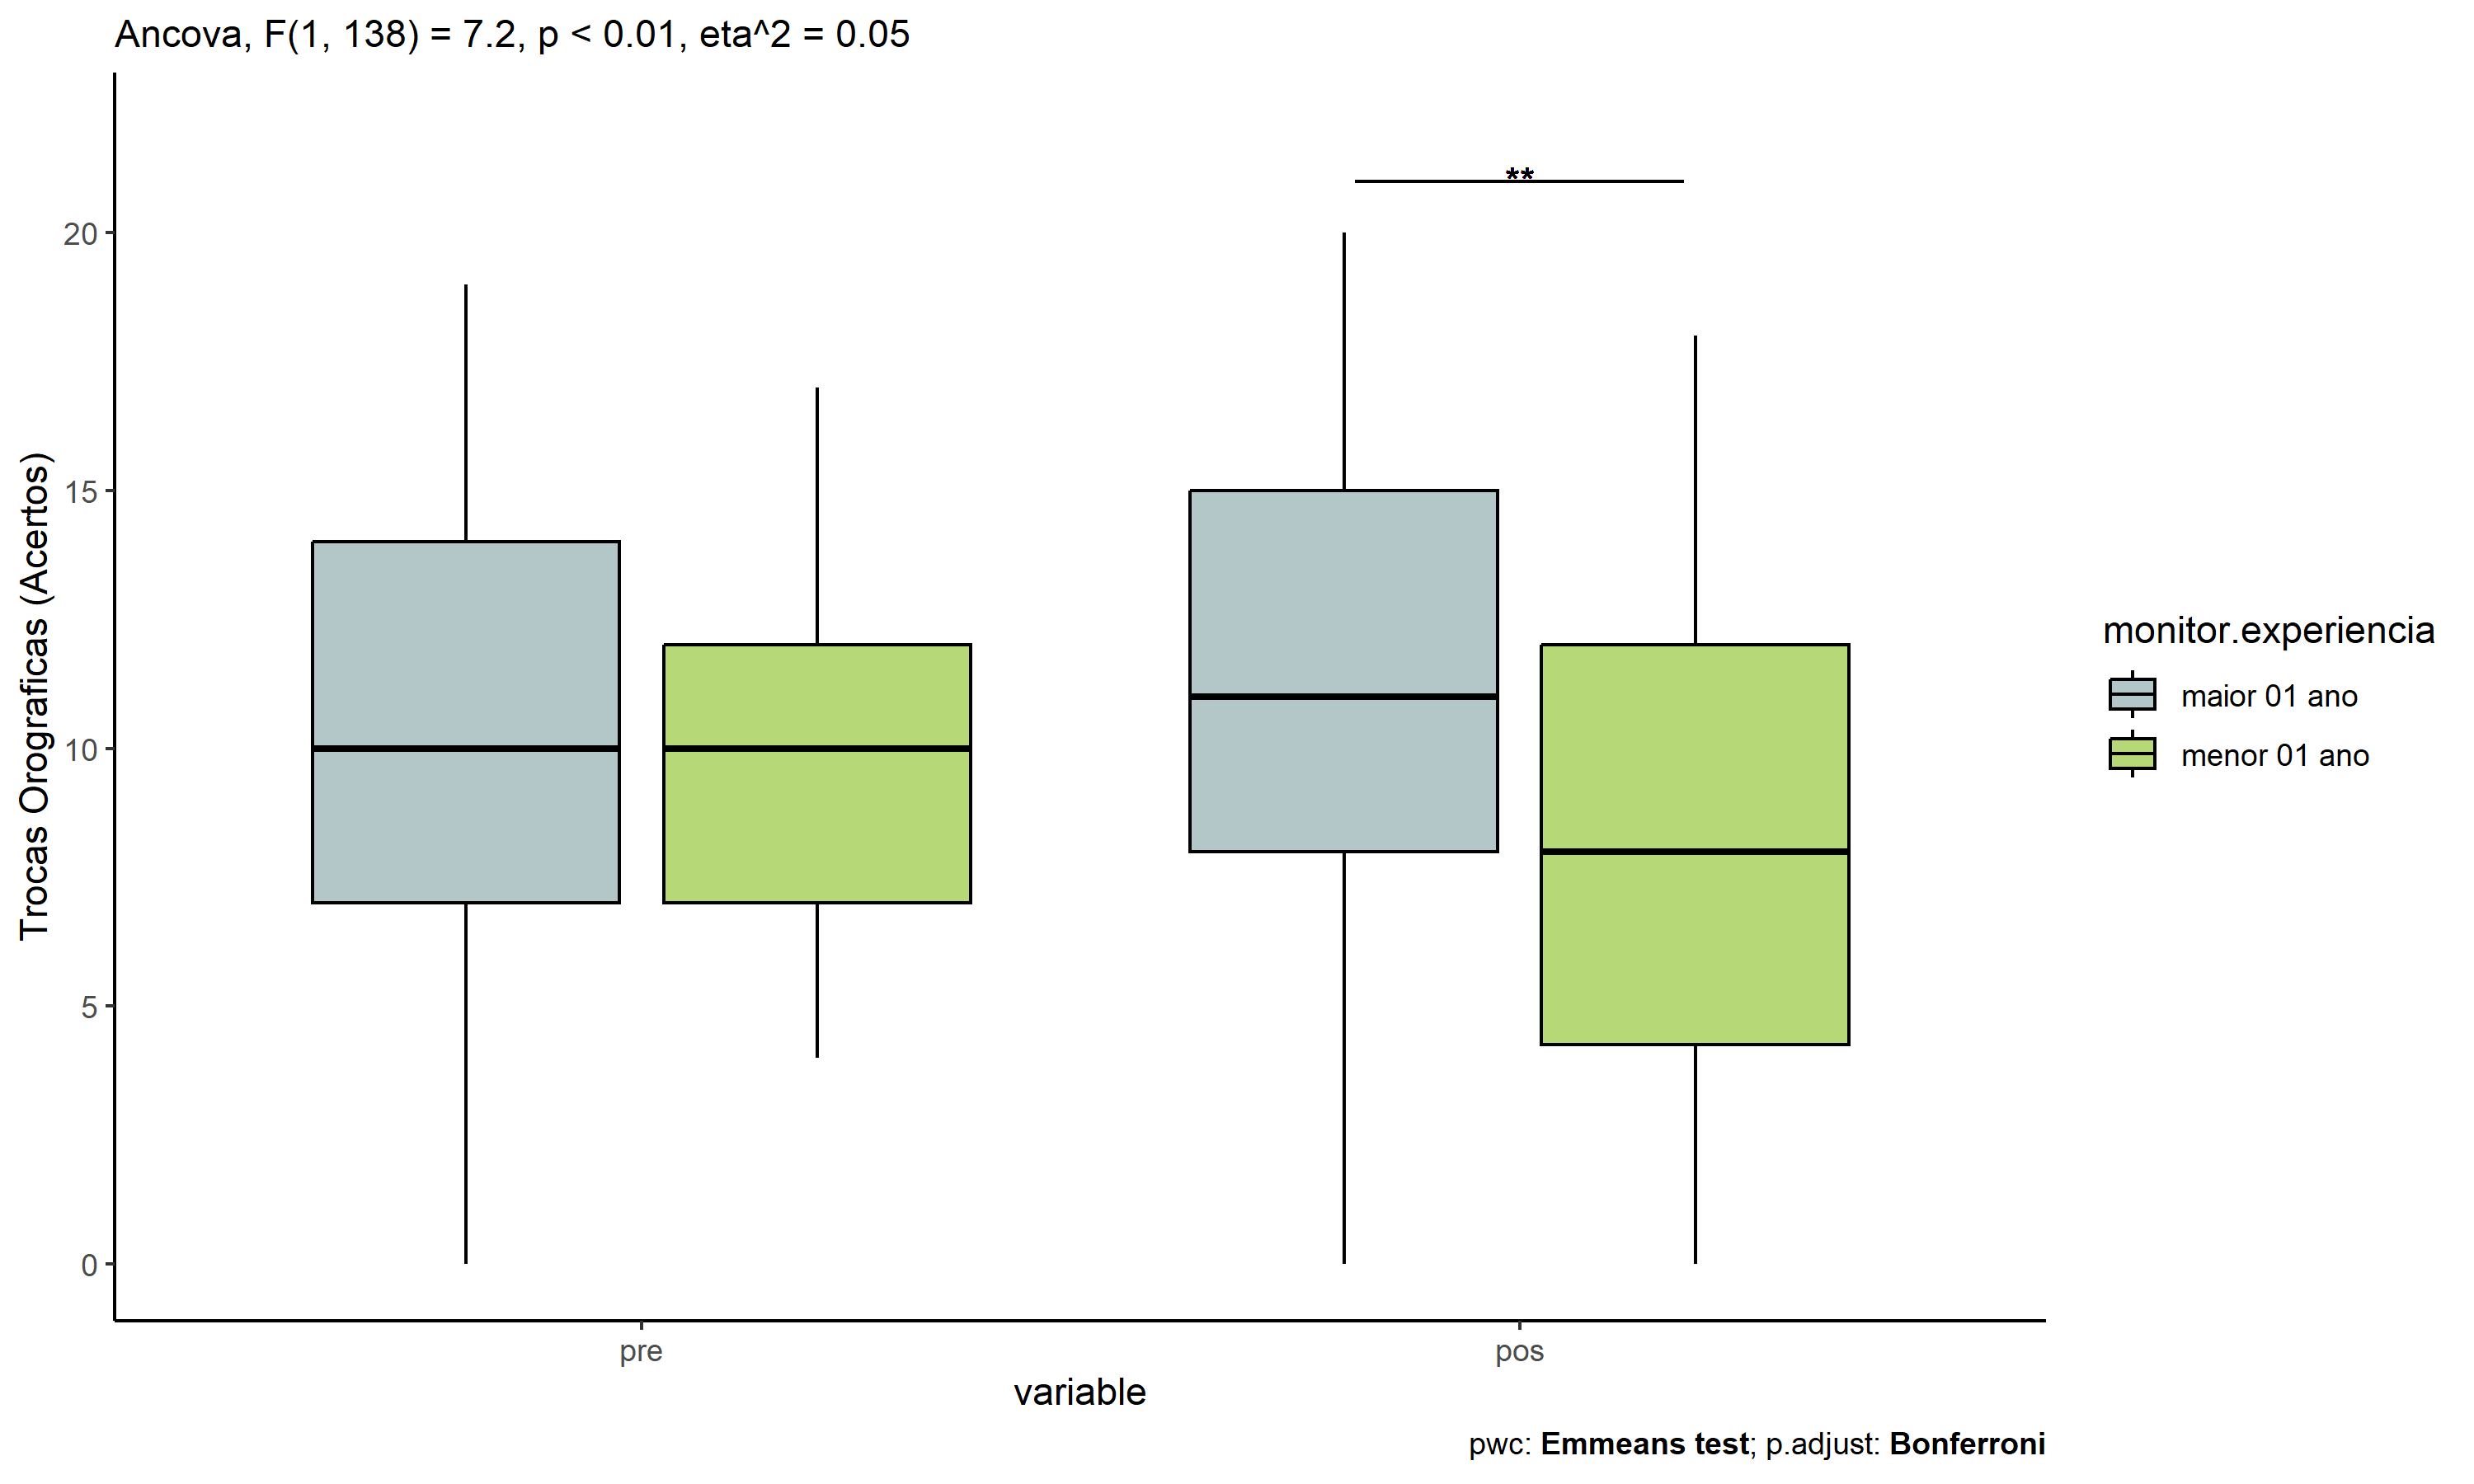 Ancova, F(1, 138) = 7.2, p < 0.01, eta^2 = 0.05
Trocas Orograficas (Acertos)
20
15
10
5
0
**
pre
pos
variable
monitor.experiencia
maior 01 ano
menor 01 ano
pwc: Emmeans test; p.adjust: Bonferroni